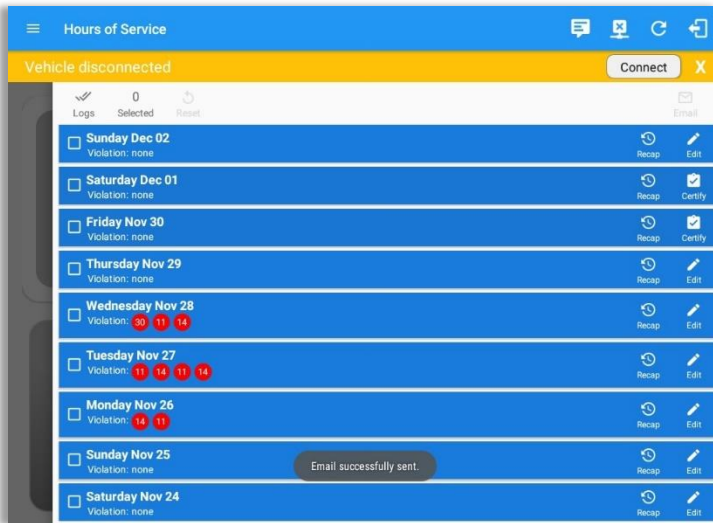 Hours of Service
Vehicle disconnected
Connect
X
0
Logs
Selected
Reset
Email
Sunday Dec 02
Violation: none
Recap
Edit
Saturday Dec 01
Violation: none
Recap
Certify
Friday Nov 30
Violation: none
Recap
Certify
Thursday Nov 29
Violation: none
Recap
Edit
Wednesday Nov 28
Violation: 30 11 14
Recap
Edit
Tuesday Nov 27
Violation: 11 14 11 14
Recap
Edit
Monday Nov 26
Violation: 14 11
Recap
Edit
Sunday Nov 25
Violation: none
Recap
Edit
Email successfully sent.
Saturday Nov 24
Violation: none
Recap
Edit